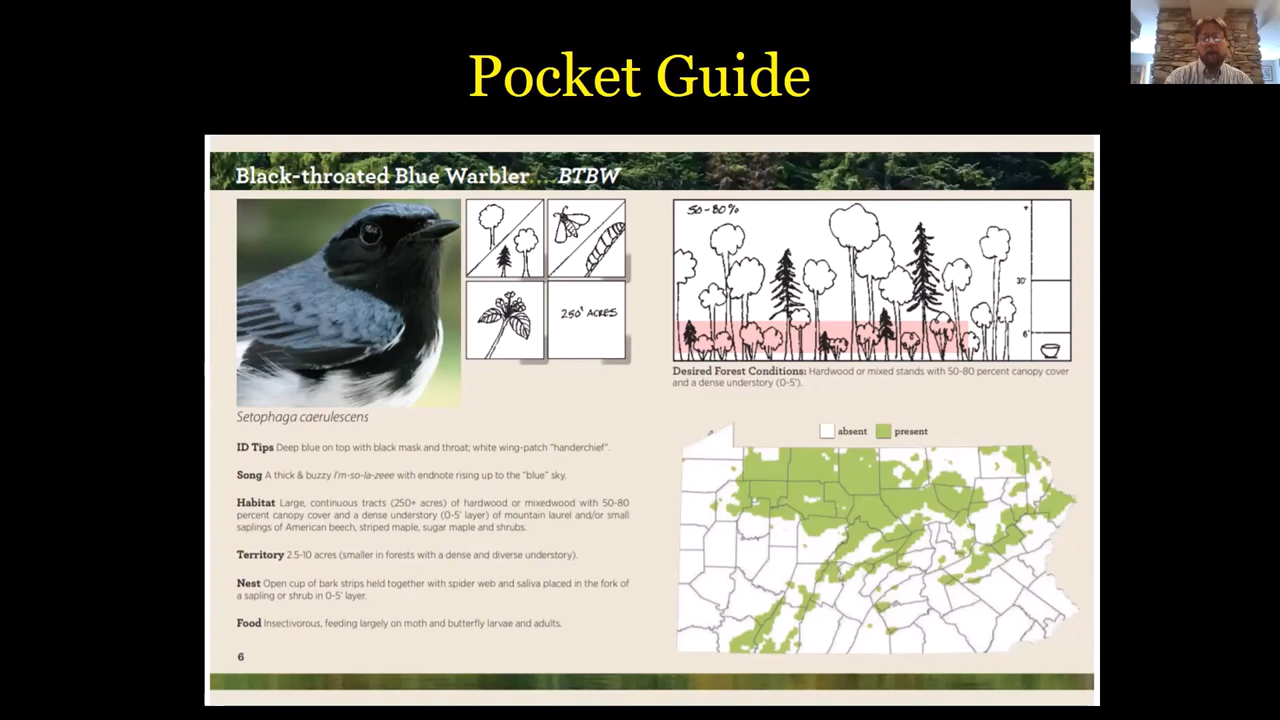 Pocket Guide
Black-throated Blue Warbler BTBW
250+ ACRES
50-80%
30'
6'
Desired Forest Conditions: Hardwood or mixed stands with 50-80 percent canopy cover
and a dense understory (0-5').
Setophaga caerulescens
ID Tips Deep blue on top with black mask and throat; white wing-patch "handerchief".
Song A thick & buzzy I'm-so-la-zeee with endnote rising up to the "blue" sky.
Habitat Large, continuous tracts (250+ acres) of hardwood or mixedwood with 50-80
percent canopy cover and a dense understory (0-5' layer) of mountain laurel and/or small
saplings of American beech, striped maple, sugar maple and shrubs.
Territory 2.5-10 acres (smaller in forests with a dense and diverse understory).
Nest Open cup of bark strips held together with spider web and saliva placed in the fork of
a sapling or shrub in 0-5' layer.
Food Insectivorous, feeding largely on moth and butterfly larvae and adults.
6
absent present